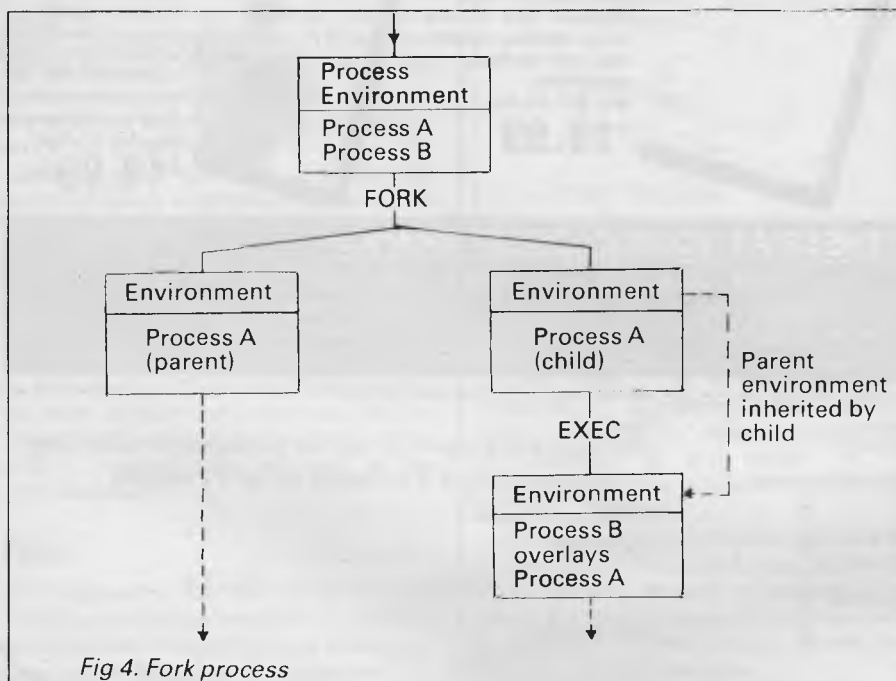 Process
Environment
Process A
Process B
FORK
Environment
Process A
(parent)
Environment
Process A
(child)
Parent
environment
inherited by
child
EXEC
Environment
Process B
overlays
Process A
Fig 4. Fork process